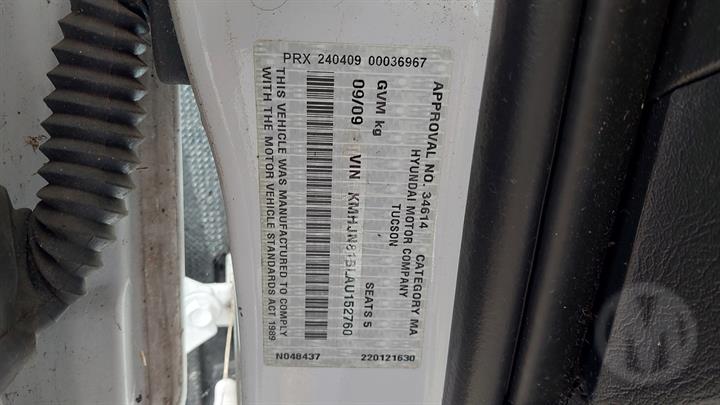 PRX 240409 00036967
APPROVAL NO. 34614 CATEGORY MA
HYUNDAI MOTOR COMPANY
TUCSON
GVM kg SEATS 5
09/09 VIN KMHJN81BLAU152760
THIS VEHICLE WAS MANUFACTURED TO COMPLY
WITH THE MOTOR VEHICLE STANDARDS ACT 1989
N048437 220121630